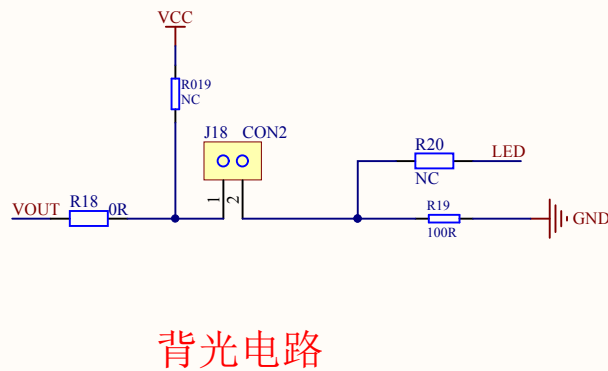 VCC
R019
NC
J18 CON2
R20
LED
NC
VOUT
R18
0R
1
2
R19
100R
GND
背光电路